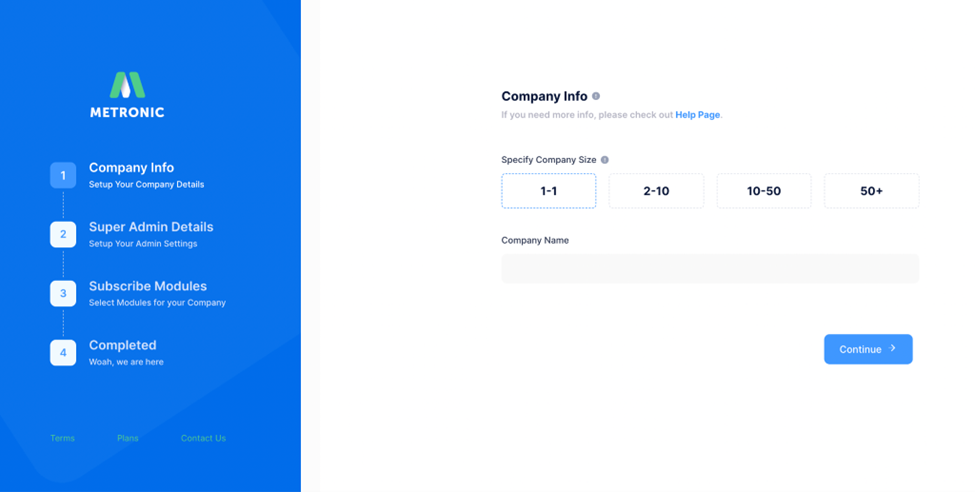 METRONIC
1
Company Info
Setup Your Company Details
2
Super Admin Details
Setup Your Admin Settings
3
Subscribe Modules
Select Modules for your Company
4
Completed
Woah, we are here
Terms
Plans
Contact Us
Company Info
If you need more info, please check out Help Page.
Specify Company Size
1-1
2-10
10-50
50+
Company Name
Continue